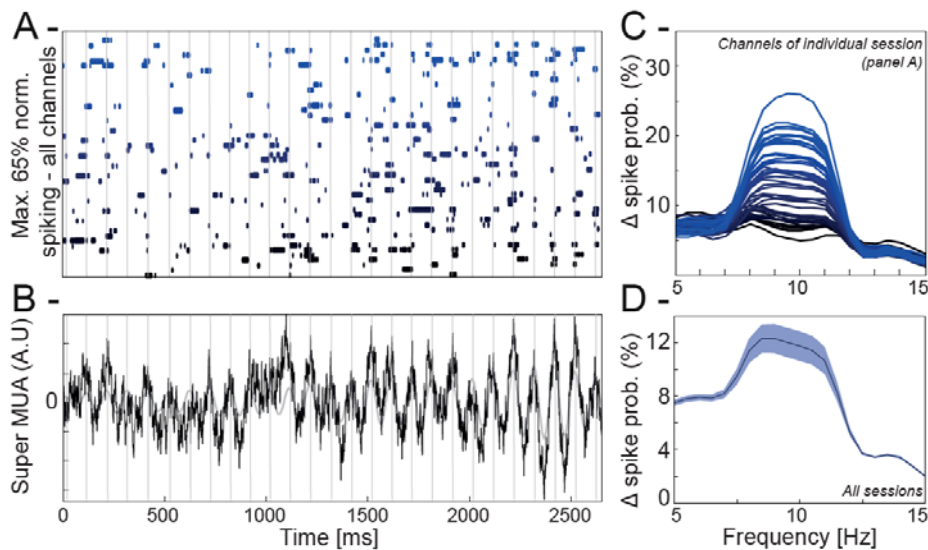 A -
Max. 65% norm.
spiking - all channels
B -
Super MUA (A.U)
0
0 500 1000 1500 2000 2500
Time [ms]
C -
Channels of individual session
(panel A)
Δ spike prob. (%)
30
20
10
5 10 15
D -
Δ spike prob. (%)
12
8
4
0
All sessions
5 10 15
Frequency [Hz]